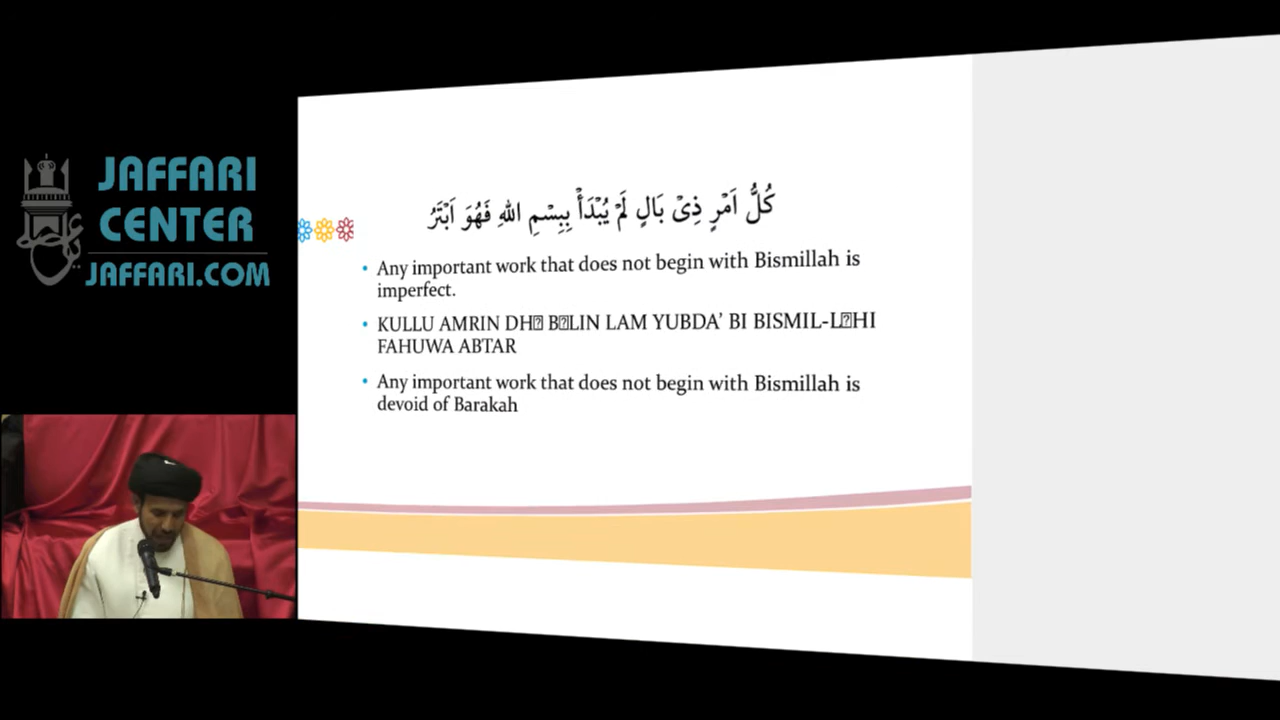 JAFFARI
CENTER
JAFFARI.COM
كُلُّ اَمْرٍ ذِیْ بَالٍ لَمْ يُبْدَأْ بِبِسْمِ اللهِ فَهُوَ اَبْتَرُ
• Any important work that does not begin with Bismillah is
imperfect.
• KULLU AMRIN DH⍰ B⍰LIN LAM YUBDA’ BI BISMIL-L⍰HI
FAHUWA ABTAR
• Any important work that does not begin with Bismillah is
devoid of Barakah